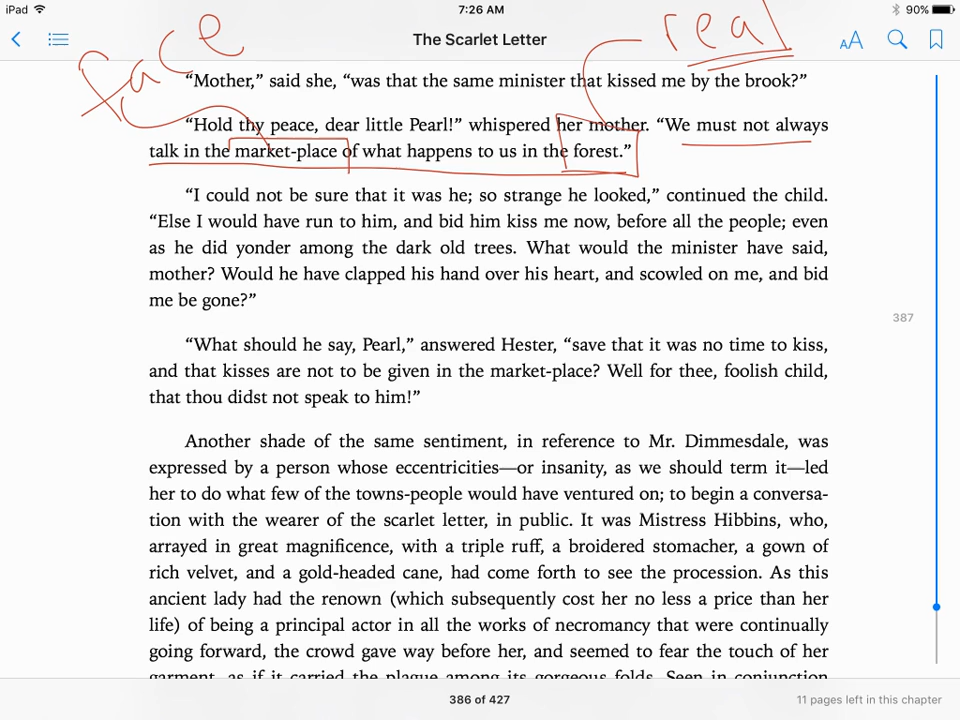 iPad 7:26 AM 90%
The Scarlet Letter AA
face real
“Mother,” said she, “was that the same minister that kissed me by the brook?”
“Hold thy peace, dear little Pearl!” whispered her mother. “We must not always
talk in the market-place of what happens to us in the forest.”
“I could not be sure that it was he; so strange he looked,” continued the child.
“Else I would have run to him, and bid him kiss me now, before all the people; even
as he did yonder among the dark old trees. What would the minister have said,
mother? Would he have clapped his hand over his heart, and scowled on me, and bid
me be gone?”
387
“What should he say, Pearl,” answered Hester, “save that it was no time to kiss,
and that kisses are not to be given in the market-place? Well for thee, foolish child,
that thou didst not speak to him!”
Another shade of the same sentiment, in reference to Mr. Dimmesdale, was
expressed by a person whose eccentricities—or insanity, as we should term it—led
her to do what few of the towns-people would have ventured on; to begin a conversa-
tion with the wearer of the scarlet letter, in public. It was Mistress Hibbins, who,
arrayed in great magnificence, with a triple ruff, a broidered stomacher, a gown of
rich velvet, and a gold-headed cane, had come forth to see the procession. As this
ancient lady had the renown (which subsequently cost her no less a price than her
life) of being a principal actor in all the works of necromancy that were continually
going forward, the crowd gave way before her, and seemed to fear the touch of her
garment, as if it carried the plague among its gorgeous folds. Seen in conjunction
386 of 427 11 pages left in this chapter